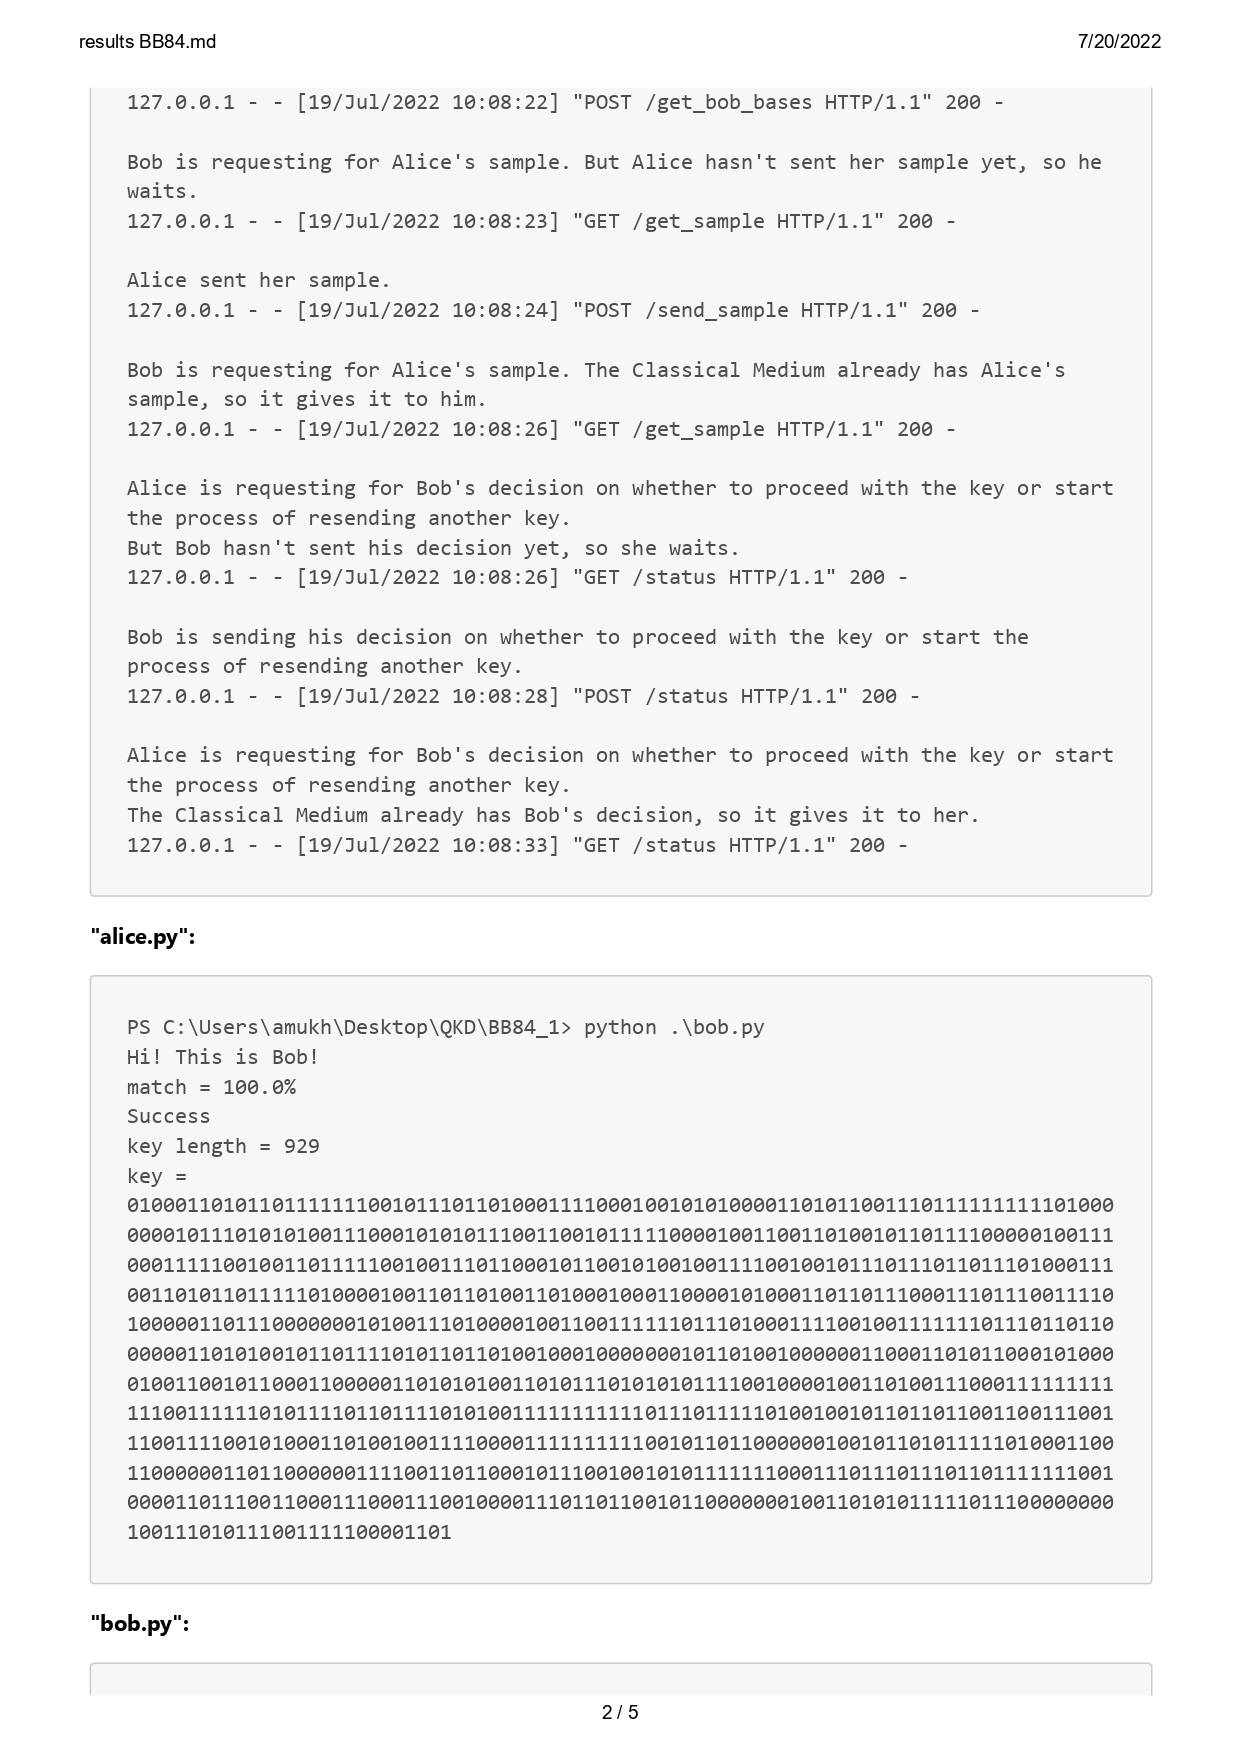 results BB84.md
7/20/2022
127.0.0.1 - - [19/Jul/2022 10:08:22] "POST /get_bob_bases HTTP/1.1" 200 -
Bob is requesting for Alice's sample. But Alice hasn't sent her sample yet, so he
waits.
127.0.0.1 - - [19/Jul/2022 10:08:23] "GET /get_sample HTTP/1.1" 200 -
Alice sent her sample.
127.0.0.1 - - [19/Jul/2022 10:08:24] "POST /send_sample HTTP/1.1" 200 -
Bob is requesting for Alice's sample. The Classical Medium already has Alice's
sample, so it gives it to him.
127.0.0.1 - - [19/Jul/2022 10:08:26] "GET /get_sample HTTP/1.1" 200 -
Alice is requesting for Bob's decision on whether to proceed with the key or start
the process of resending another key.
But Bob hasn't sent his decision yet, so she waits.
127.0.0.1 - - [19/Jul/2022 10:08:26] "GET /status HTTP/1.1" 200 -
Bob is sending his decision on whether to proceed with the key or start the
process of resending another key.
127.0.0.1 - - [19/Jul/2022 10:08:28] "POST /status HTTP/1.1" 200 -
Alice is requesting for Bob's decision on whether to proceed with the key or start
the process of resending another key.
The Classical Medium already has Bob's decision, so it gives it to her.
127.0.0.1 - - [19/Jul/2022 10:08:33] "GET /status HTTP/1.1" 200 -
"alice.py":
PS C:\Users\amukh\Desktop\QKD\BB84_1> python .\bob.py
Hi! This is Bob!
match = 100.0%
Success
key length = 929
key =
0100011010110111111110010111011010001111000100101010000110101100111011111111101000
0000101110101010011100010101011100110010111110000100110011010010110111100000100111
0001111100100110111110010011101100010110010100100111100100101110111011011101000111
0011010110111110100001001101101001101000100011000010100011011011100011101110011110
1000001101110000000101001110100001001100111111011101000111100100111111101110110110
0000011010100101101111010110110100100010000000101101001000000110001101011000101000
0100110010110001100000110101010011010111010101011110010000100110100111000111111111
1110011111101011110110111101010011111111111011101111101001001011011011001100111001
1100111100101000110100100111100001111111111001011011000000100101101011111010001100
1100000011011000000111100110110001011100100101011111110001110111011101101111111001
0000110111001100011100011100100001110110110010110000000100110101011111011100000000
100111010111001111100001101
"bob.py":
2 / 5